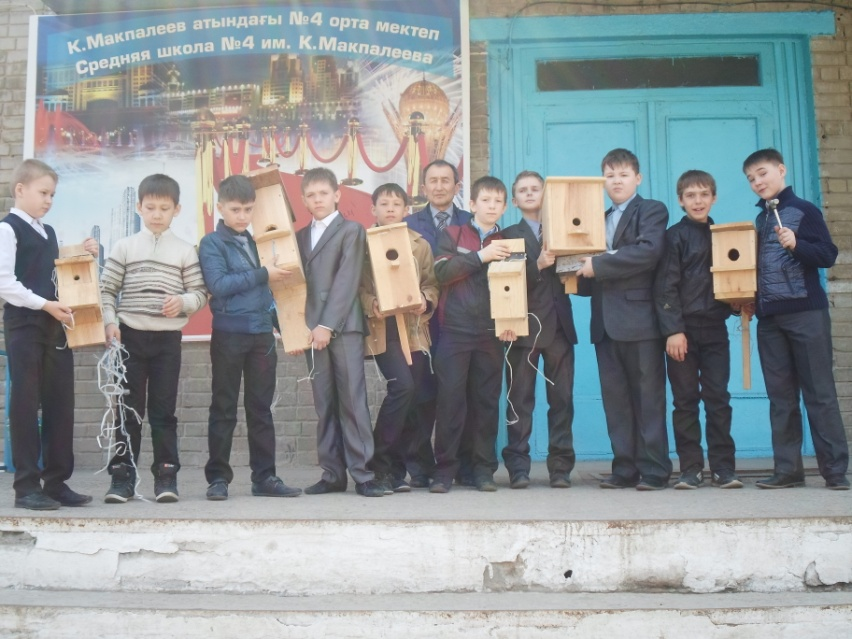 К.Макпалеев атындағы №4 орта мектеп
Средняя школа №4 им. К.Макпалеева